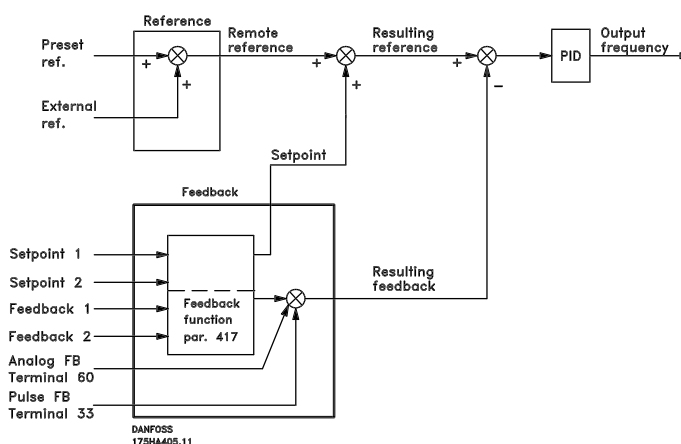 Reference
Preset
ref.
+
+
External
ref.
Remote
reference
+
+
Resulting
reference
+
−
PID
Output
frequency
Setpoint
Feedback
Setpoint 1
Setpoint 2
Feedback 1
Feedback 2
Feedback
function
par. 417
Analog FB
Terminal 60
Pulse FB
Terminal 33
Resulting
feedback
DANFOSS
175HA405.11